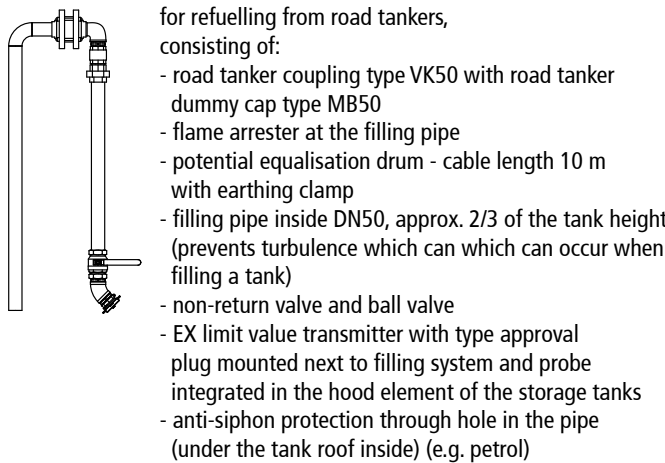 for refuelling from road tankers,
consisting of:
- road tanker coupling type VK50 with road tanker
dummy cap type MB50
- flame arrester at the filling pipe
- potential equalisation drum - cable length 10 m
with earthing clamp
- filling pipe inside DN50, approx. 2/3 of the tank height
(prevents turbulence which can which can occur when
filling a tank)
- non-return valve and ball valve
- EX limit value transmitter with type approval
plug mounted next to filling system and probe
integrated in the hood element of the storage tanks
- anti-siphon protection through hole in the pipe
(under the tank roof inside) (e.g. petrol)